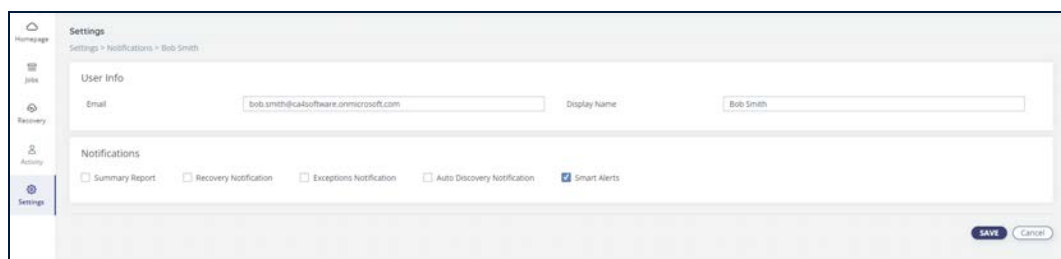 Homepage
Jobs
Recovery
Activity
Settings
Settings
Settings > Notifications > Bob Smith
User Info
Email bob.smith@ca4software.onmicrosoft.com Display Name Bob Smith
Notifications
Summary Report Recovery Notification Exceptions Notification Auto Discovery Notification Smart Alerts
SAVE Cancel